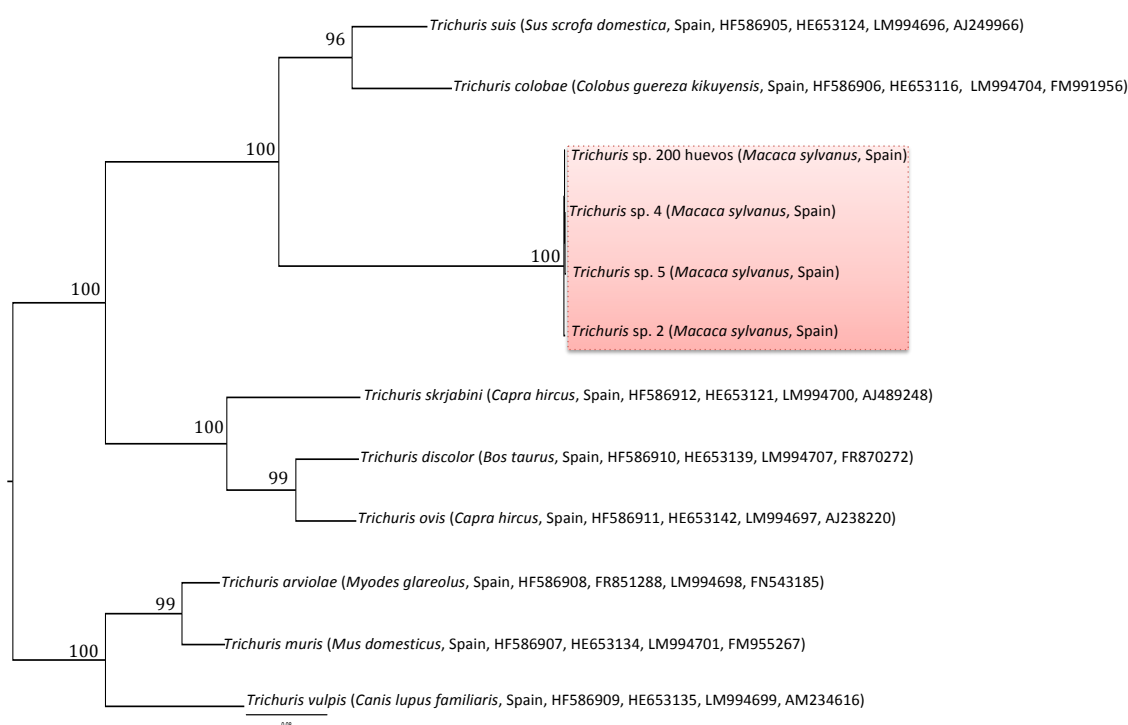 Trichuris suis (Sus scrofa domestica, Spain, HF586905, HE653124, LM994696, AJ249966)
96
Trichuris colobae (Colobus guereza kikuyensis, Spain, HF586906, HE653116, LM994704, FM991956)
100
Trichuris sp. 200 huevos (Macaca sylvanus, Spain)
Trichuris sp. 4 (Macaca sylvanus, Spain)
100
Trichuris sp. 5 (Macaca sylvanus, Spain)
100
Trichuris sp. 2 (Macaca sylvanus, Spain)
Trichuris skrjabini (Capra hircus, Spain, HF586912, HE653121, LM994700, AJ489248)
100
Trichuris discolor (Bos taurus, Spain, HF586910, HE653139, LM994707, FR870272)
99
Trichuris ovis (Capra hircus, Spain, HF586911, HE653142, LM994697, AJ238220)
Trichuris arviolae (Myodes glareolus, Spain, HF586908, FR851288, LM994698, FN543185)
99
Trichuris muris (Mus domesticus, Spain, HF586907, HE653134, LM994701, FM955267)
100
Trichuris vulpis (Canis lupus familiaris, Spain, HF586909, HE653135, LM994699, AM234616)